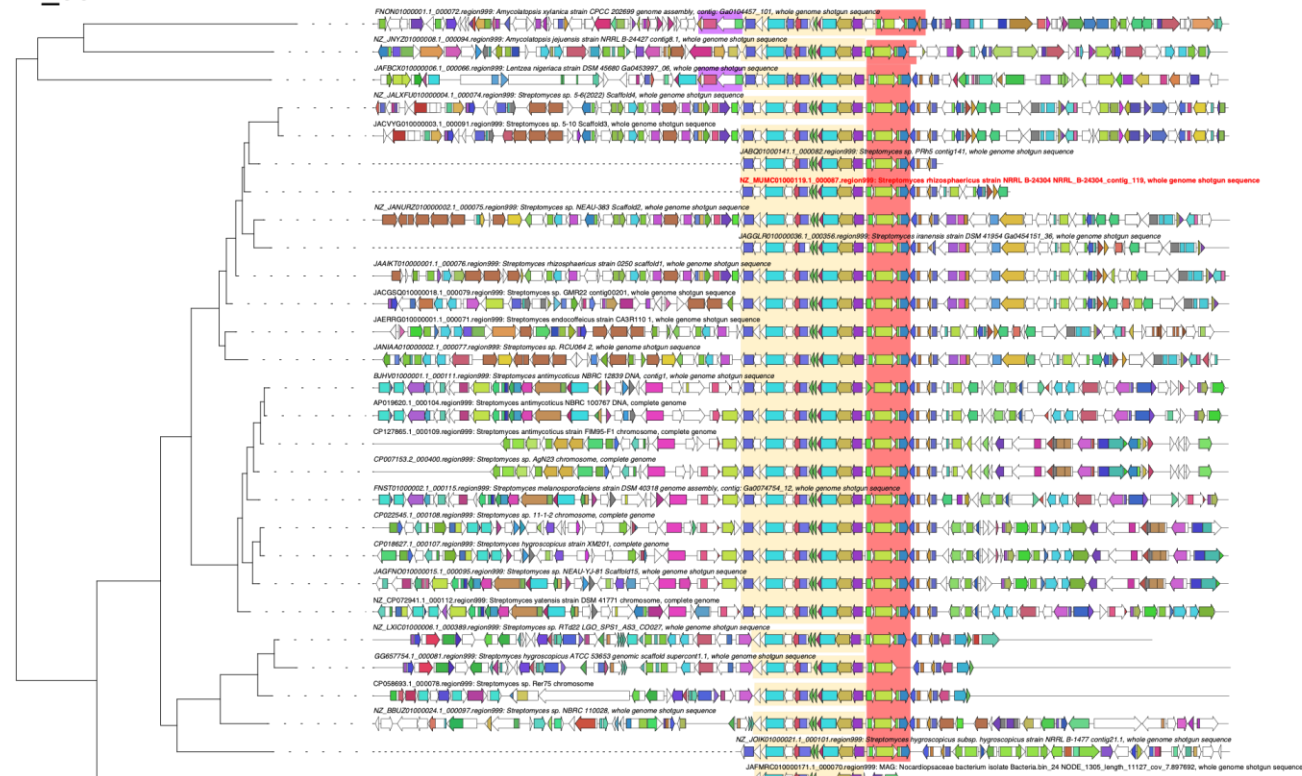 FNON01000001.1_000072.region999: Amycolatopsis xylanica strain CPCC 202699 genome assembly, contig: Ga0104457_101, whole genome shotgun sequence
NZ_JNYZ01000008.1_000094.region999: Amycolatopsis jejuensis strain NRRL B-24427 contig8.1, whole genome shotgun sequence
JAFBCX010000006.1_000066.region999: Lentzea nigeriaca strain DSM 45680 Ga0453997_06, whole genome shotgun sequence
NZ_JALXFU010000004.1_000074.region999: Streptomyces sp. 5-6(2022) Scaffold4, whole genome shotgun sequence
JACVYG010000003.1_000091.region999: Streptomyces sp. 5-10 Scaffold3, whole genome shotgun sequence
JABQ01000141.1_000082.region999: Streptomyces sp. PRh5 contig141, whole genome shotgun sequence
NZ_MUMC01000119.1_000087.region999: Streptomyces rhizosphaericus strain NRRL B-24304 NRRL_B-24304_contig_119, whole genome shotgun sequence
NZ_JANURZ010000002.1_000075.region999: Streptomyces sp. NEAU-383 Scaffold2, whole genome shotgun sequence
JAGGLR010000036.1_000356.region999: Streptomyces iranensis strain DSM 41954 Ga0454151_36, whole genome shotgun sequence
JAAIKT010000001.1_000076.region999: Streptomyces rhizosphaericus strain 0250 scaffold1, whole genome shotgun sequence
JACGSQ010000018.1_000079.region999: Streptomyces sp. GMR22 contig00201, whole genome shotgun sequence
JAERRG010000001.1_000071.region999: Streptomyces endocoffeicus strain CA3R110 1, whole genome shotgun sequence
JANIAA010000002.1_000077.region999: Streptomyces sp. RCU064 2, whole genome shotgun sequence
BJHV01000001.1_000111.region999: Streptomyces antimycoticus NBRC 12839 DNA, contig1, whole genome shotgun sequence
AP019620.1_000104.region999: Streptomyces antimycoticus NBRC 100767 DNA, complete genome
CP127865.1_000109.region999: Streptomyces antimycoticus strain FIM95-F1 chromosome, complete genome
CP007153.2_000400.region999: Streptomyces sp. AgN23 chromosome, complete genome
FNST01000002.1_000115.region999: Streptomyces melanosporofaciens strain DSM 40318 genome assembly, contig: Ga0074754_12, whole genome shotgun sequence
CP022545.1_000108.region999: Streptomyces sp. 11-1-2 chromosome, complete genome
CP018627.1_000107.region999: Streptomyces hygroscopicus strain XM201, complete genome
JAGFNO010000015.1_000095.region999: Streptomyces sp. NEAU-YJ-81 Scaffold15, whole genome shotgun sequence
NZ_CP072941.1_000112.region999: Streptomyces yatensis strain DSM 41771 chromosome, complete genome
NZ_LXIC01000006.1_000389.region999: Streptomyces sp. RTd22 LGO_SPS1_AS3_CO027, whole genome shotgun sequence
GG657754.1_000081.region999: Streptomyces hygroscopicus ATCC 53653 genomic scaffold supercont1.1, whole genome shotgun sequence
CP058693.1_000078.region999: Streptomyces sp. Rer75 chromosome
NZ_BBUZ01000024.1_000097.region999: Streptomyces sp. NBRC 110028, whole genome shotgun sequence
NZ_JOIK01000021.1_000101.region999: Streptomyces hygroscopicus subsp. hygroscopicus strain NRRL B-1477 contig21.1, whole genome shotgun sequence
JAFMRC010000171.1_000070.region999: MAG: Nocardiopsaceae bacterium isolate Bacteria.bin_24 NODE_1305_length_11127_cov_7.897692, whole genome shotgun sequence